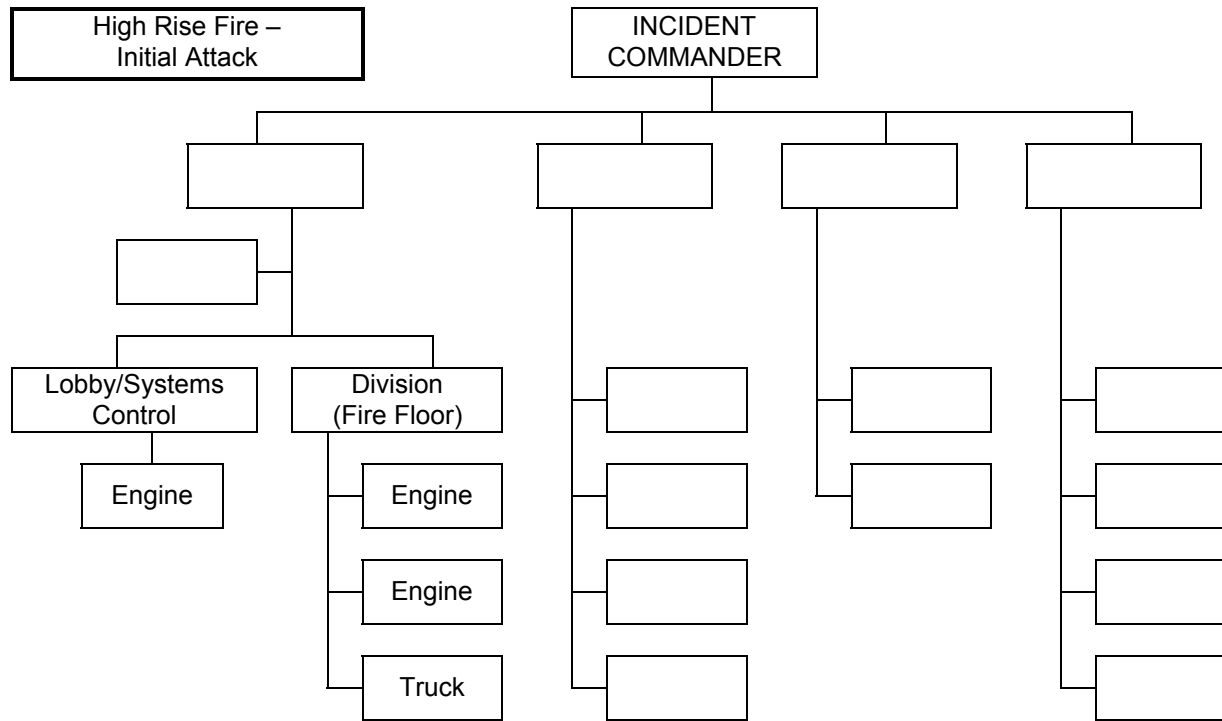 High Rise Fire –
Initial Attack
INCIDENT
COMMANDER
Lobby/Systems
Control
Division
(Fire Floor)
Engine
Engine
Engine
Truck